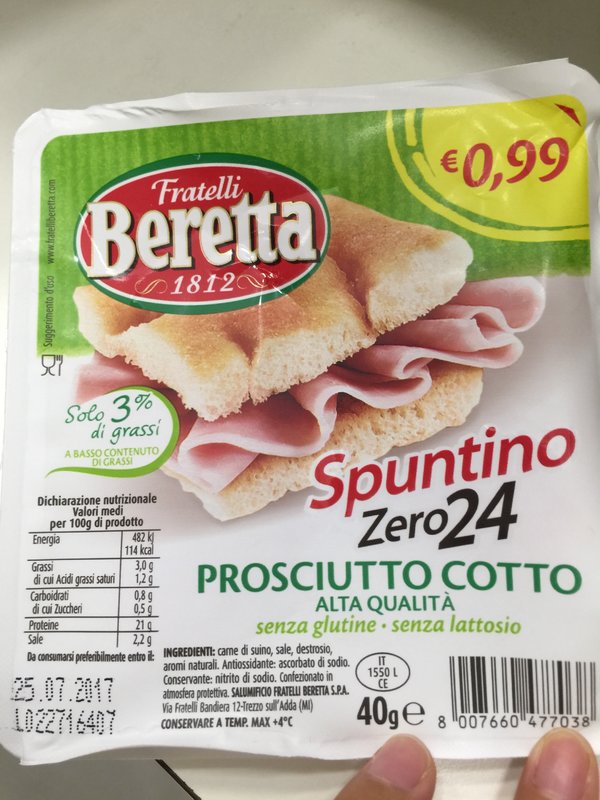 €0,99
Fratelli
Beretta
1812
Suggerimento d'uso www.fratelliberetta.com
Solo 3%
di grassi
A BASSO CONTENUTO
DI GRASSI
Spuntino
Zero24
PROSCIUTTO COTTO
ALTA QUALITÀ
senza glutine • senza lattosio
Dichiarazione nutrizionale
Valori medi
per 100g di prodotto
Energia 482 kj
114 kcal
Grassi 3,0 g
di cui Acidi grassi saturi 1,2 g
Carboidrati 0,8 g
di cui Zuccheri 0,5 g
Proteine 21 g
Sale 2,2 g
Da consumarsi preferibilmente entro il:
25.07.2017
L022716407
INGREDIENTI: carne di suino, sale, destrosio,
aromi naturali. Antiossidante: ascorbato di sodio.
Conservante: nitrito di sodio. Confezionato in
atmosfera protettiva. SALUMIFICIO FRATELLI BERETTA S.P.A.
Via Fratelli Bandiera 12-Trezzo sull'Adda (MI)
CONSERVARE A TEMP. MAX +4°C
IT
1550 L
CE
40g e
8 007660 477038